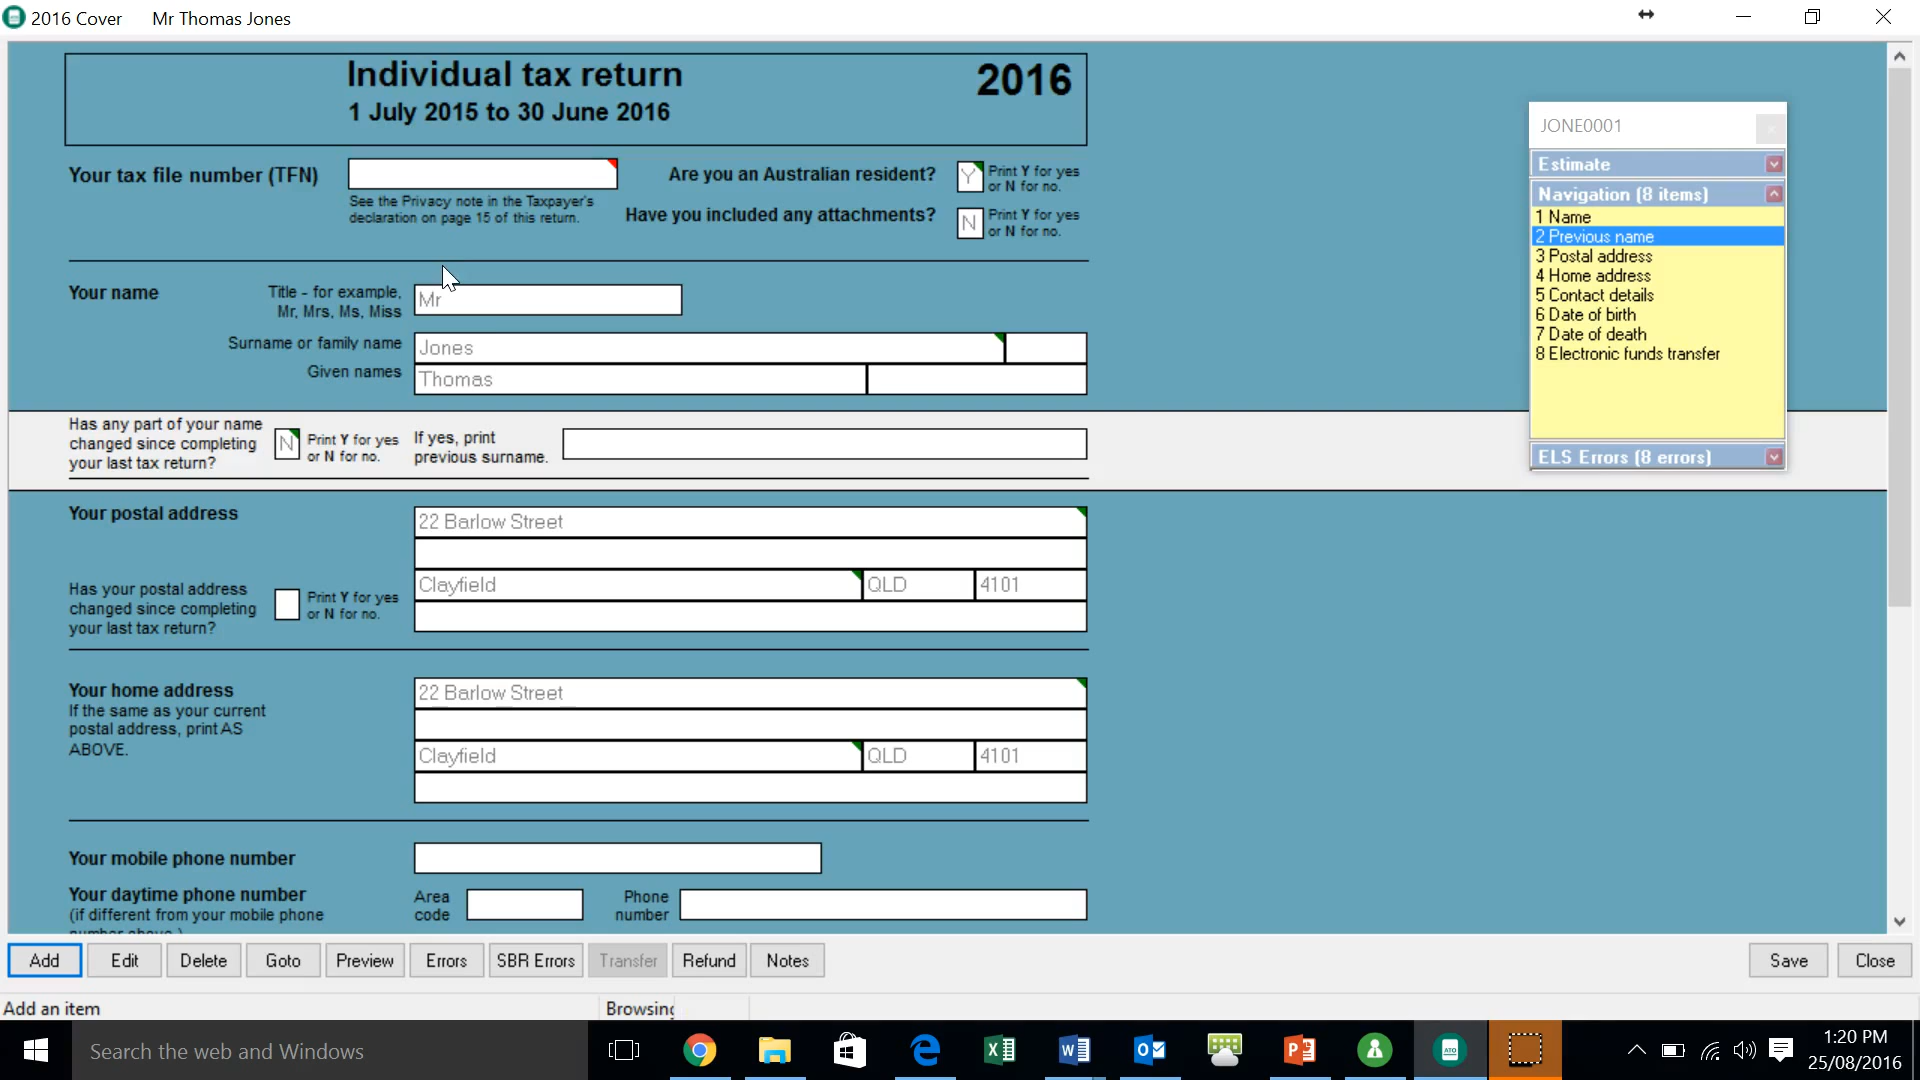 2016 Cover Mr Thomas Jones
Individual tax return 2016
1 July 2015 to 30 June 2016
JONE0001
Estimate
Navigation (8 items)
1 Name
2 Previous name
3 Postal address
4 Home address
5 Contact details
6 Date of birth
7 Date of death
8 Electronic funds transfer
ELS Errors (8 errors)
Your tax file number (TFN)
See the Privacy note in the Taxpayer's
declaration on page 15 of this return.
Are you an Australian resident? Y Print Y for yes
or N for no.
Have you included any attachments? N Print Y for yes
or N for no.
Your name
Title - for example,
Mr, Mrs, Ms, Miss
Mr
Surname or family name Jones
Given names Thomas
Has any part of your name
changed since completing
your last tax return?
N Print Y for yes
or N for no.
If yes, print
previous surname.
Your postal address 22 Barlow Street
Clayfield QLD 4101
Has your postal address
changed since completing
your last tax return?
Print Y for yes
or N for no.
Your home address 22 Barlow Street
If the same as your current
postal address, print AS
ABOVE.
Clayfield QLD 4101
Your mobile phone number
Your daytime phone number
(if different from your mobile phone
Area
code
Phone
number
Add Edit Delete Goto Preview Errors SBR Errors Transfer Refund Notes Save Close
Add an item Browsing
Search the web and Windows
1:20 PM
25/08/2016